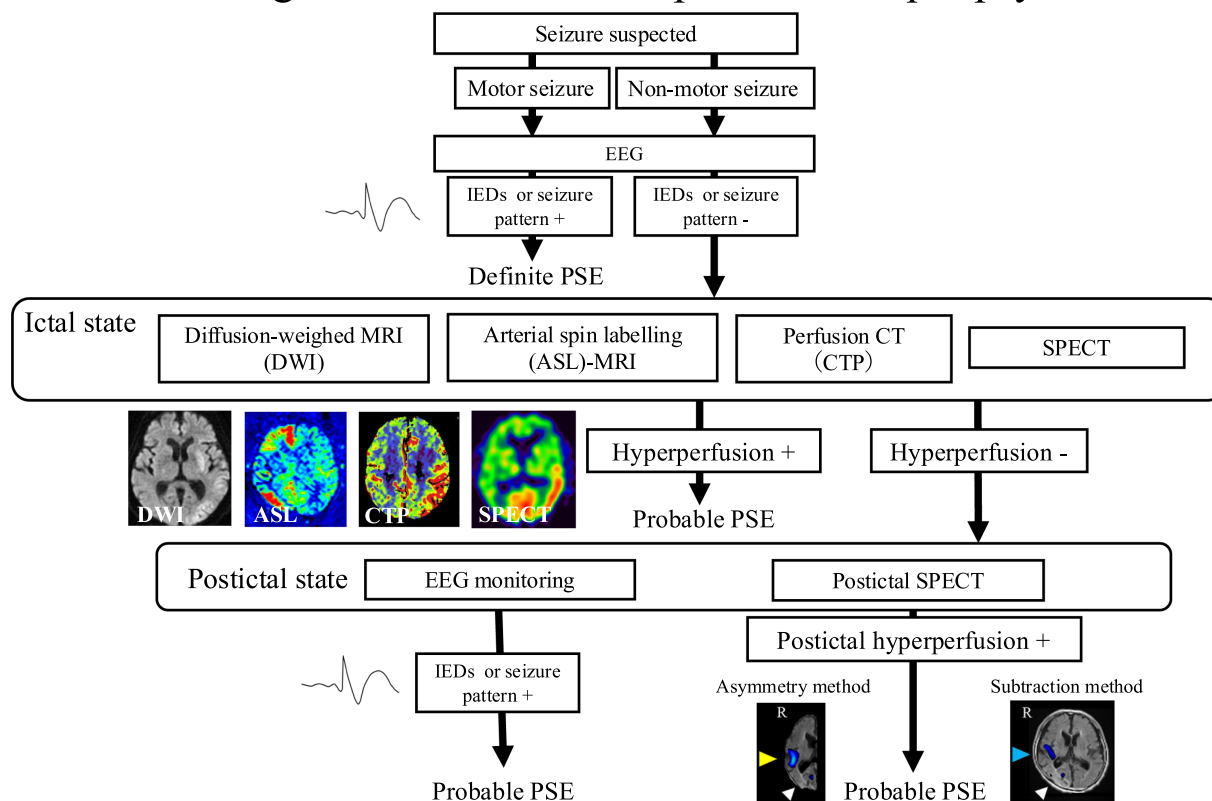 Seizure suspected
Motor seizure
Non-motor seizure
EEG
IEDs or seizure
pattern +
IEDs or seizure
pattern -
Definite PSE
Ictal state
Diffusion-weighed MRI
(DWI)
Arterial spin labelling
(ASL)-MRI
Perfusion CT
（CTP）
SPECT
DWI
ASL
CTP
SPECT
Hyperperfusion +
Hyperperfusion -
Probable PSE
Postictal state
EEG monitoring
Postictal SPECT
Postictal hyperperfusion +
IEDs or seizure
pattern +
Asymmetry method
Subtraction method
R
R
Probable PSE
Probable PSE